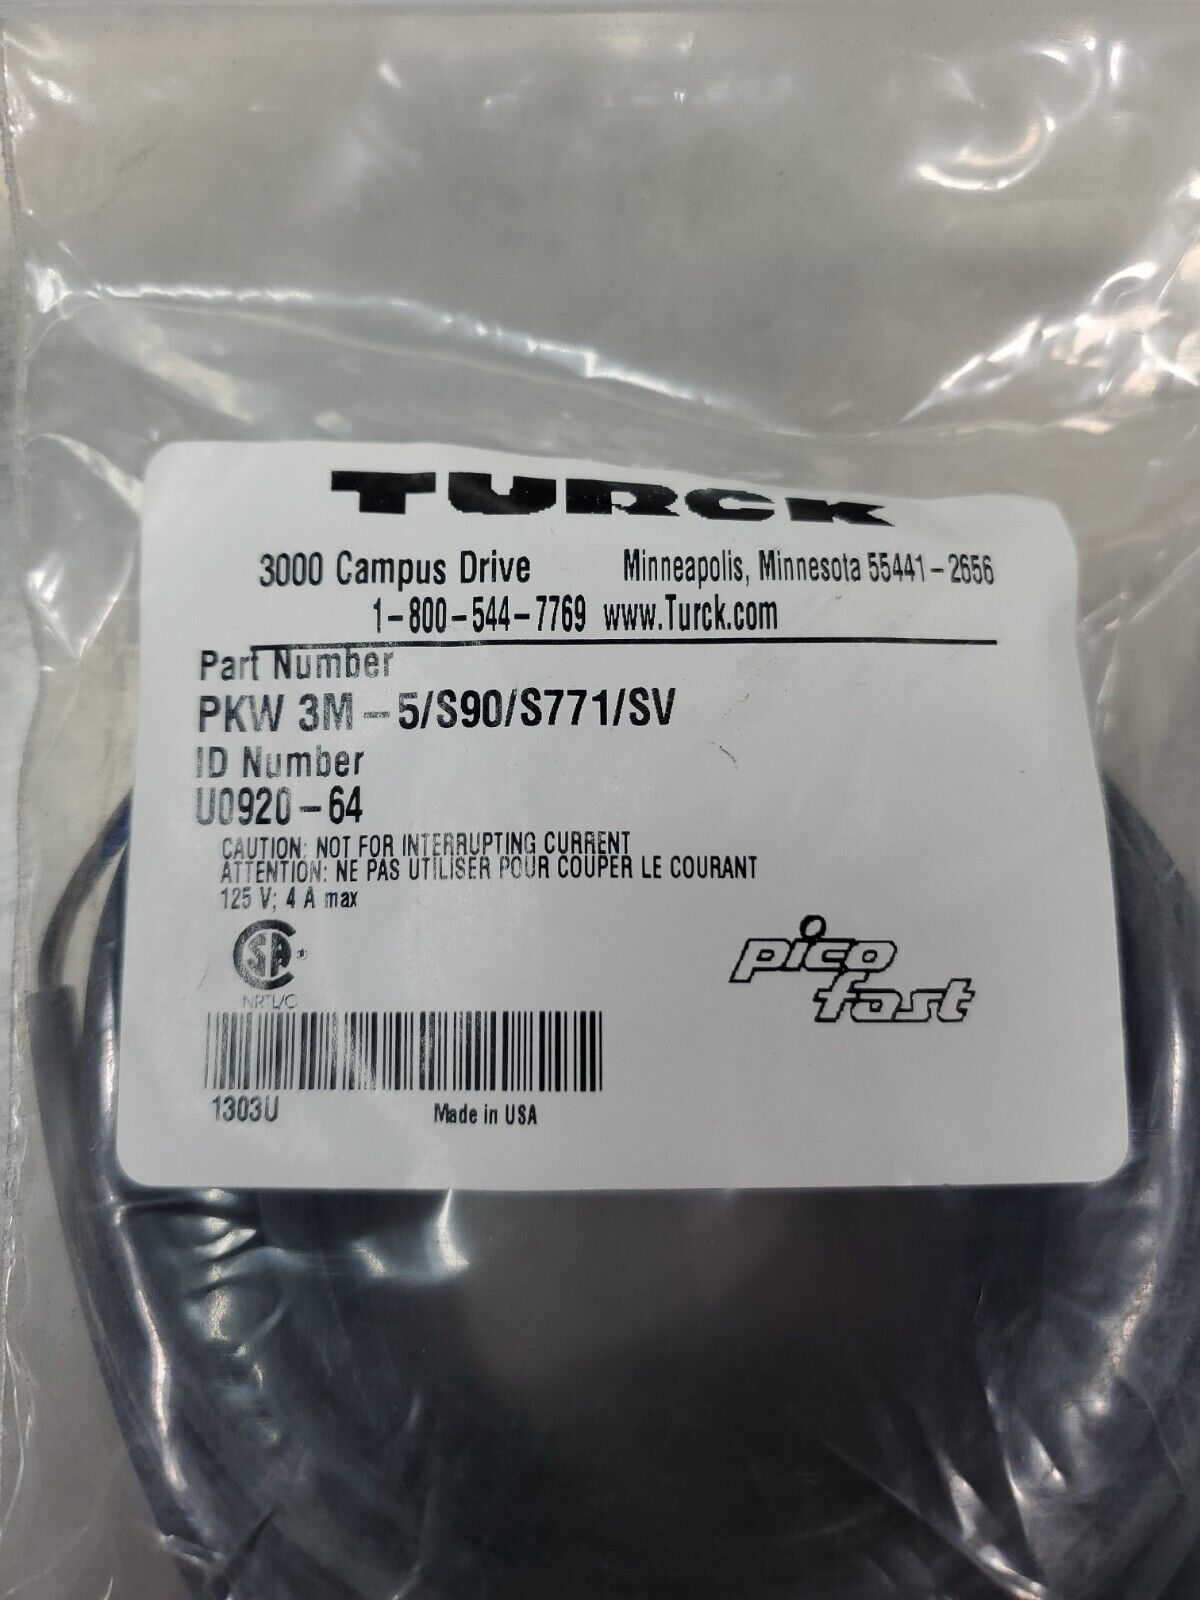 TURCK
3000 Campus Drive Minneapolis, Minnesota 55441-2656
1-800-544-7769 www.Turck.com
Part Number
PKW 3M-5/S90/S771/SV
ID Number
U0920-64
CAUTION: NOT FOR INTERRUPTING CURRENT
ATTENTION: NE PAS UTILISER POUR COUPER LE COURANT
125 V; 4 A max
CSA ®
NRTL/C
pico
fast
1303U Made in USA